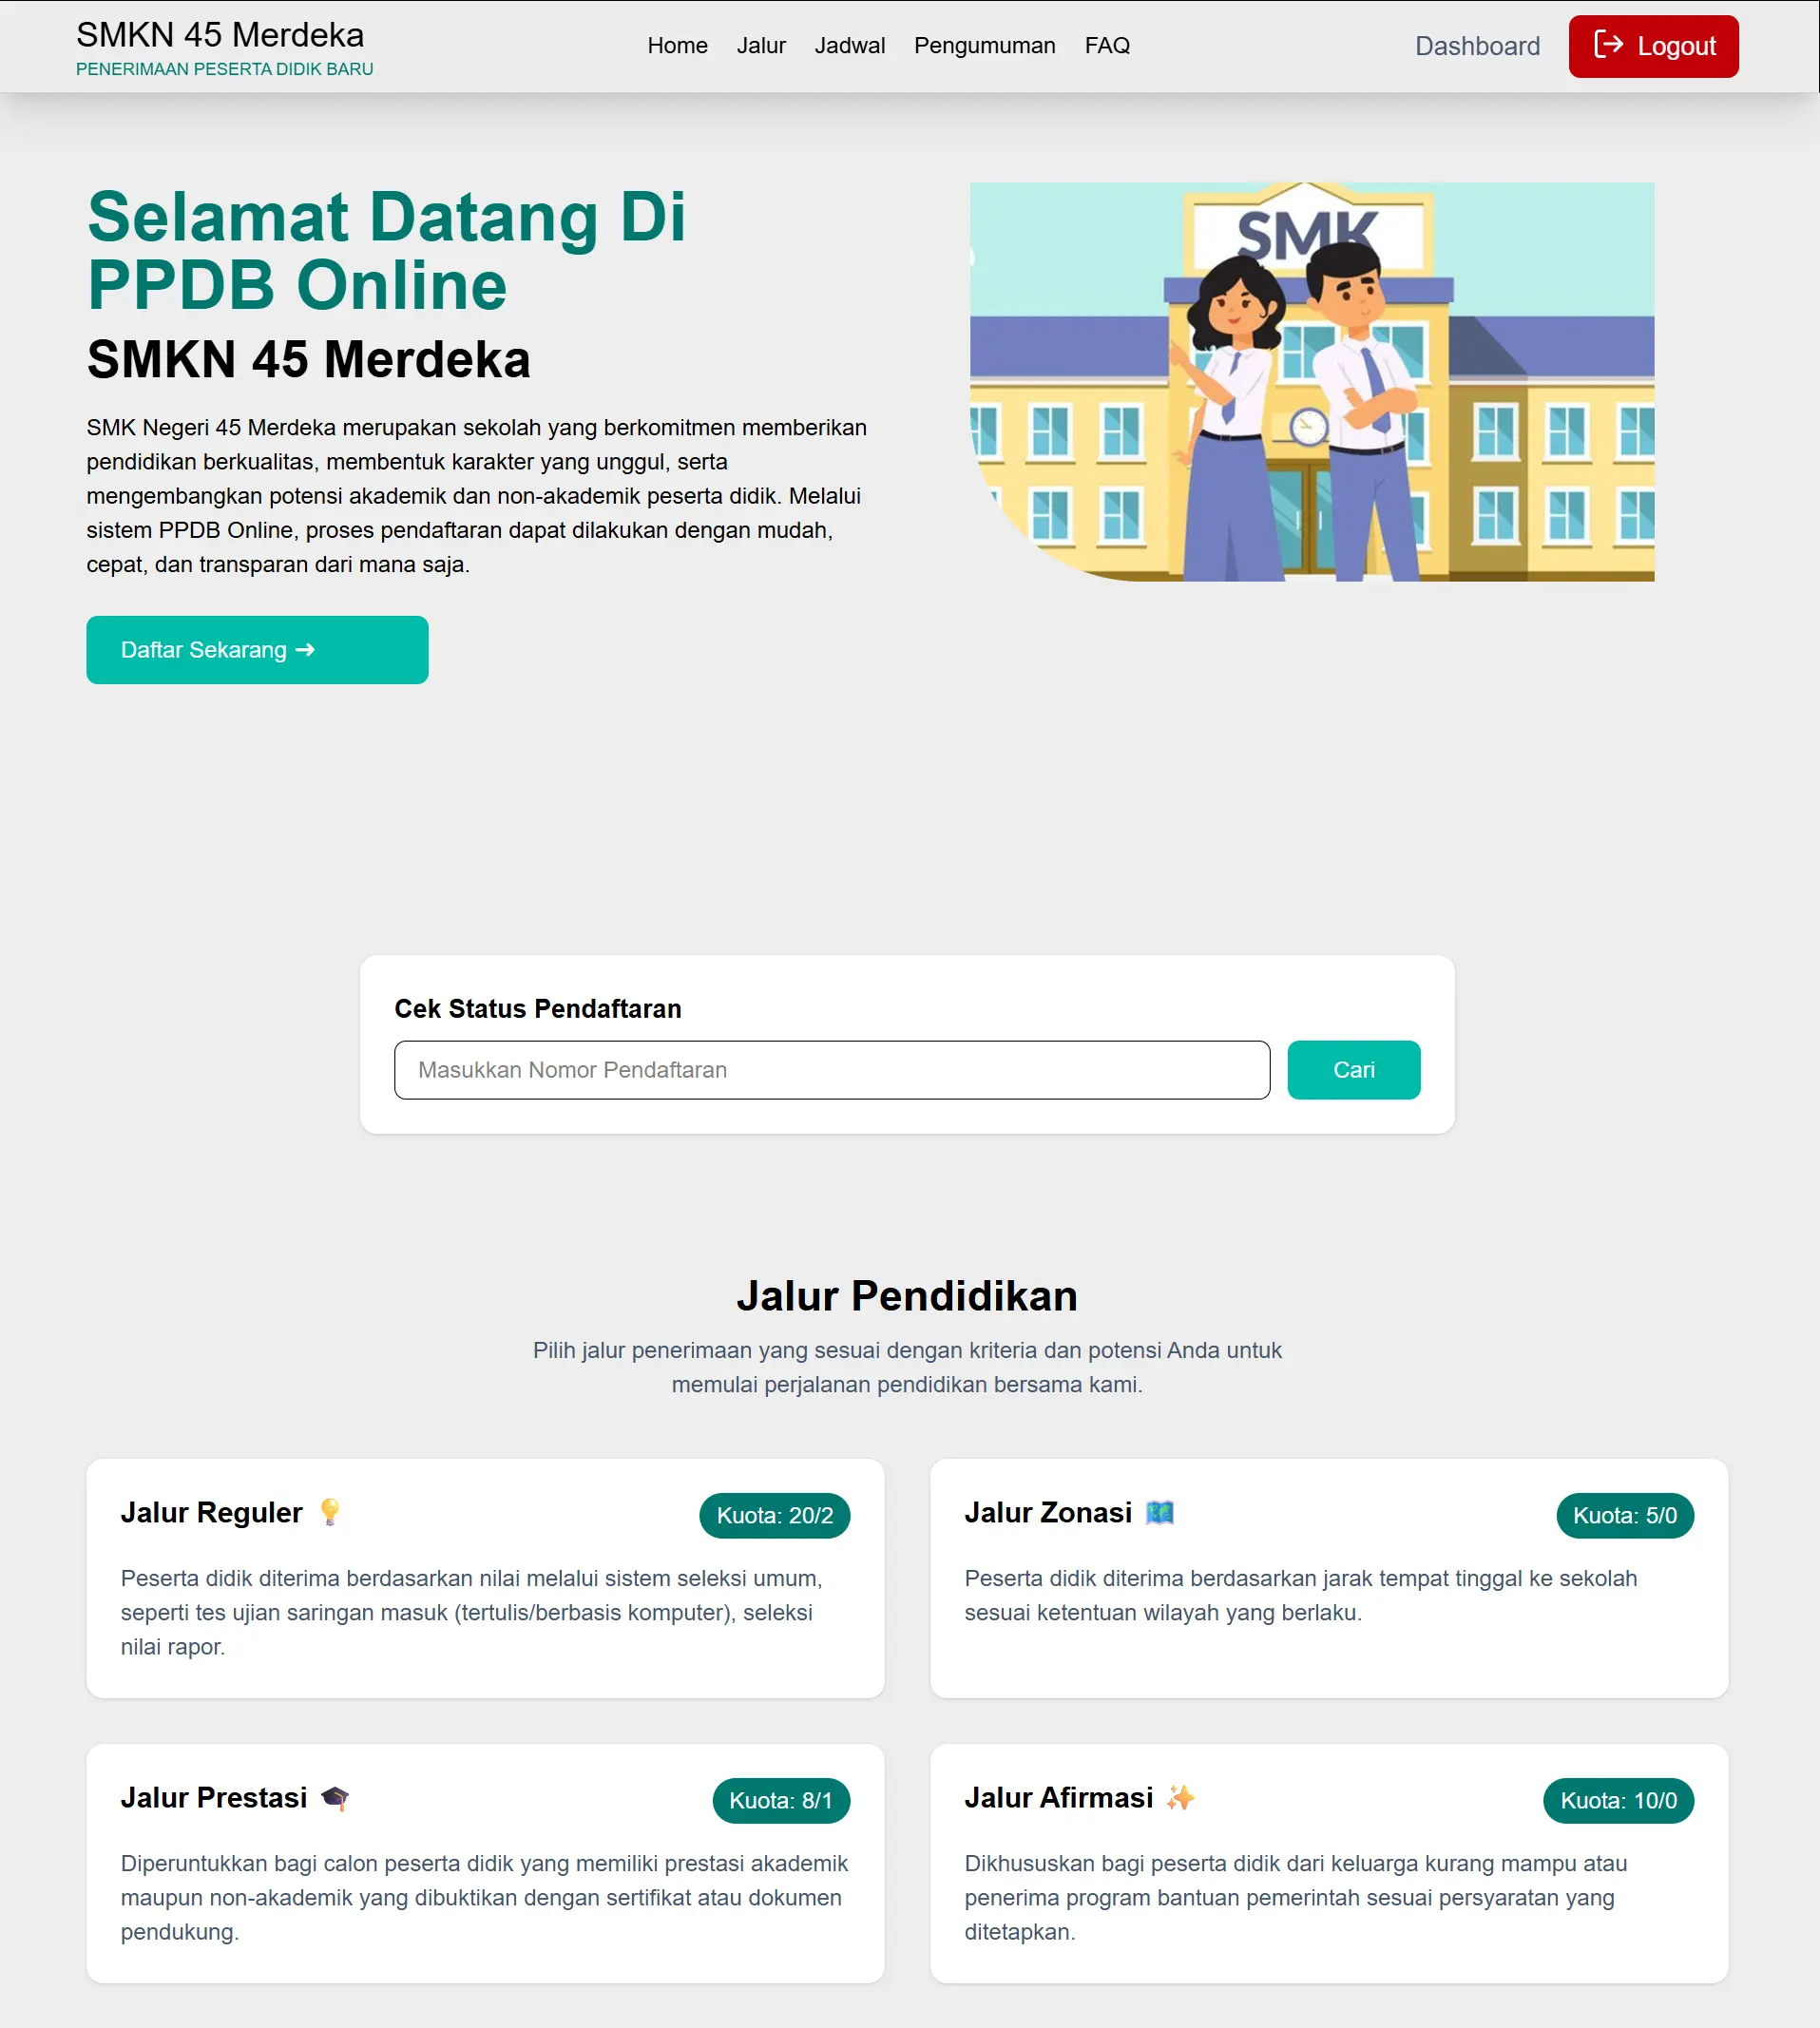 SMKN 45 Merdeka
PENERIMAAN PESERTA DIDIK BARU
Home
Jalur
Jadwal
Pengumuman
FAQ
Dashboard
Logout
Selamat Datang Di
PPDB Online
SMKN 45 Merdeka
SMK Negeri 45 Merdeka merupakan sekolah yang berkomitmen memberikan
pendidikan berkualitas, membentuk karakter yang unggul, serta
mengembangkan potensi akademik dan non-akademik peserta didik. Melalui
sistem PPDB Online, proses pendaftaran dapat dilakukan dengan mudah,
cepat, dan transparan dari mana saja.
Daftar Sekarang ➜
SMK
Cek Status Pendaftaran
Masukkan Nomor Pendaftaran
Cari
Jalur Pendidikan
Pilih jalur penerimaan yang sesuai dengan kriteria dan potensi Anda untuk
memulai perjalanan pendidikan bersama kami.
Jalur Reguler 💡
Kuota: 20/2
Peserta didik diterima berdasarkan nilai melalui sistem seleksi umum,
seperti tes ujian saringan masuk (tertulis/berbasis komputer), seleksi
nilai rapor.
Jalur Zonasi 🗺️
Kuota: 5/0
Peserta didik diterima berdasarkan jarak tempat tinggal ke sekolah
sesuai ketentuan wilayah yang berlaku.
Jalur Prestasi 🎓
Kuota: 8/1
Diperuntukkan bagi calon peserta didik yang memiliki prestasi akademik
maupun non-akademik yang dibuktikan dengan sertifikat atau dokumen
pendukung.
Jalur Afirmasi ✨
Kuota: 10/0
Dikhususkan bagi peserta didik dari keluarga kurang mampu atau
penerima program bantuan pemerintah sesuai persyaratan yang
ditetapkan.